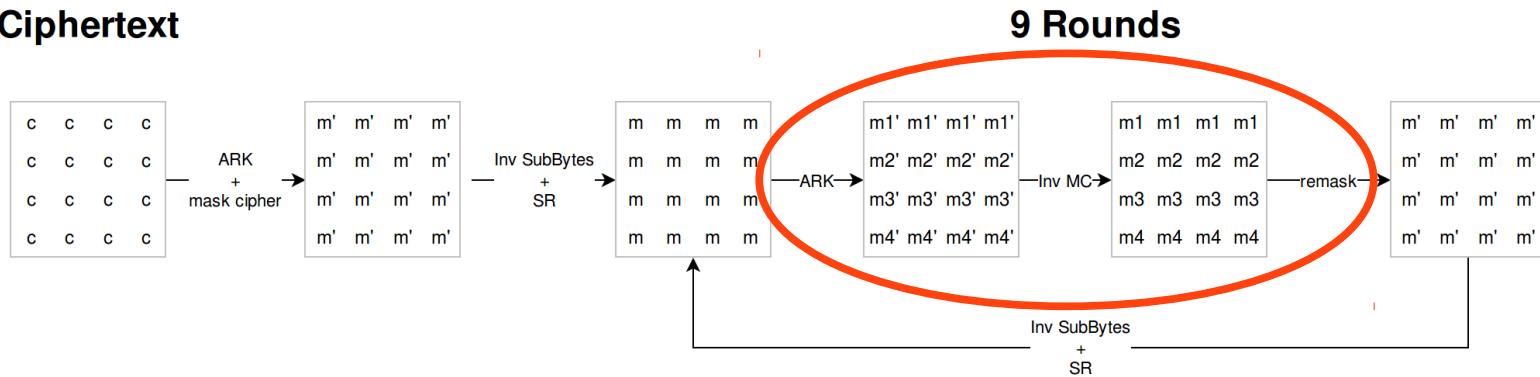 Ciphertext
9 Rounds
c c c c
c c c c
c c c c
c c c c
ARK
+
mask cipher
m' m' m' m'
m' m' m' m'
m' m' m' m'
m' m' m' m'
Inv SubBytes
+
SR
m m m m
m m m m
m m m m
m m m m
ARK
m1' m1' m1' m1'
m2' m2' m2' m2'
m3' m3' m3' m3'
m4' m4' m4' m4'
Inv MC
m1 m1 m1 m1
m2 m2 m2 m2
m3 m3 m3 m3
m4 m4 m4 m4
remask
m' m' m' m'
m' m' m' m'
m' m' m' m'
m' m' m' m'
Inv SubBytes
+
SR